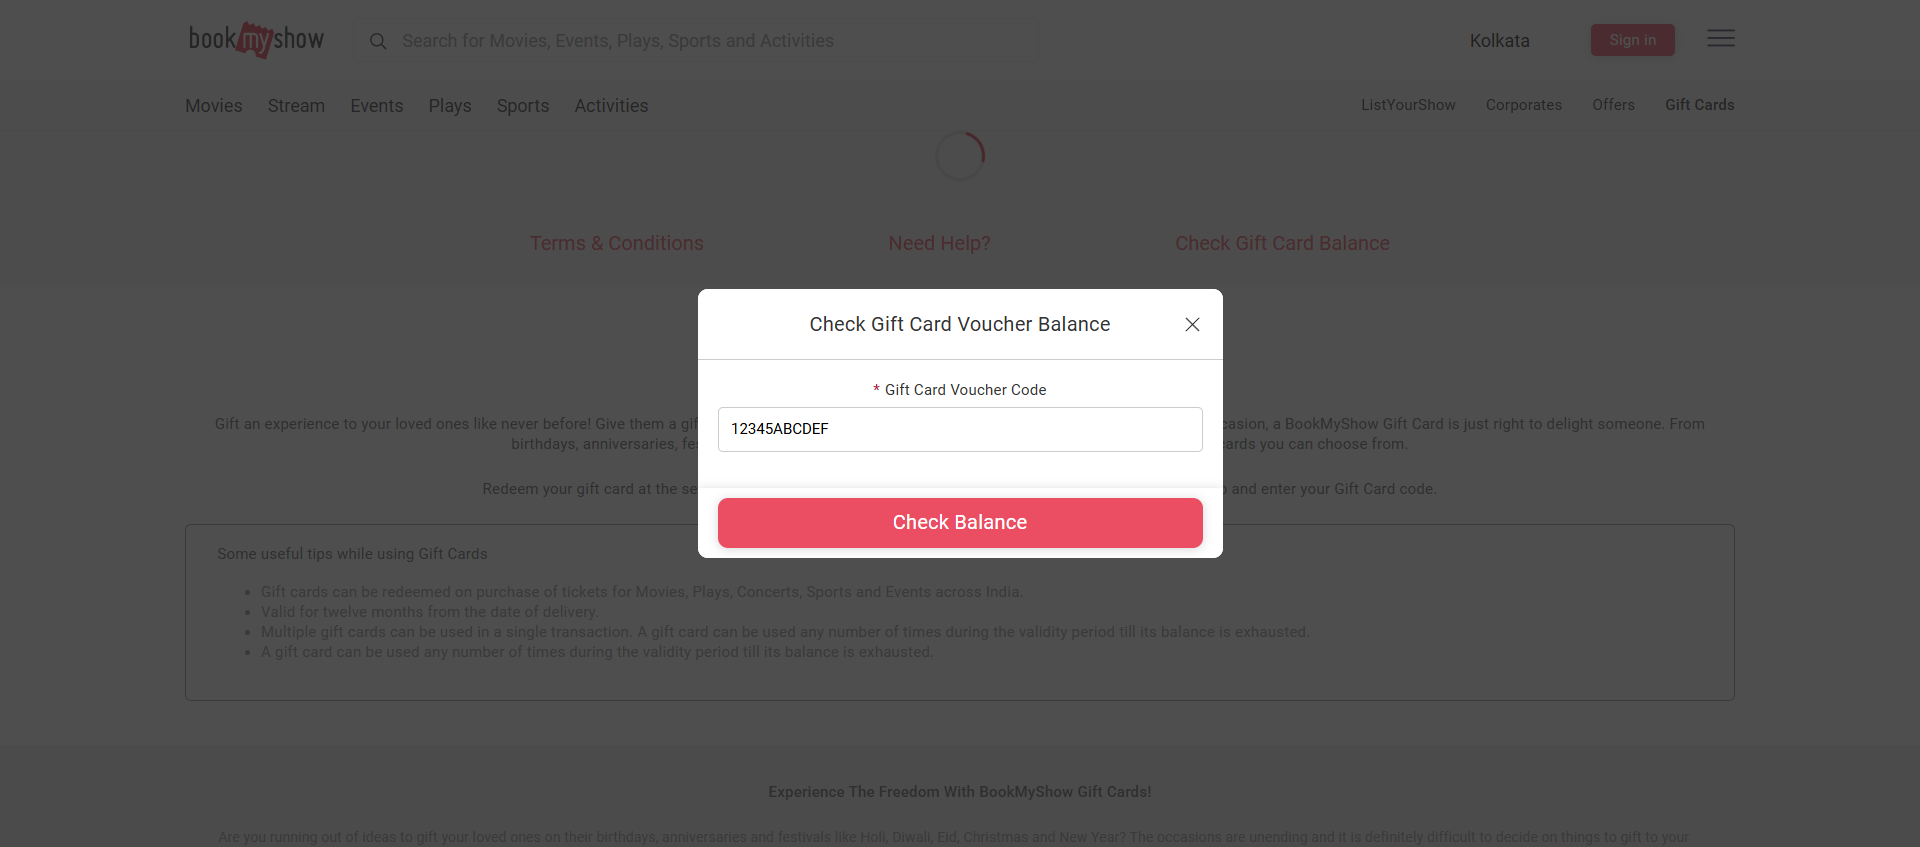 bookmyshow
Search for Movies, Events, Plays, Sports and Activities
Kolkata
Sign in
Movies Stream Events Plays Sports Activities
ListYourShow Corporates Offers Gift Cards
Terms & Conditions Need Help? Check Gift Card Balance
Check Gift Card Voucher Balance
* Gift Card Voucher Code
12345ABCDEF
Check Balance
Gift an experience to your loved ones like never before! Give them a gif casion, a BookMyShow Gift Card is just right to delight someone. From
birthdays, anniversaries, fes cards you can choose from.
Redeem your gift card at the se and enter your Gift Card code.
Some useful tips while using Gift Cards
• Gift cards can be redeemed on purchase of tickets for Movies, Plays, Concerts, Sports and Events across India.
• Valid for twelve months from the date of delivery.
• Multiple gift cards can be used in a single transaction. A gift card can be used any number of times during the validity period till its balance is exhausted.
• A gift card can be used any number of times during the validity period till its balance is exhausted.
Experience The Freedom With BookMyShow Gift Cards!
Are you running out of ideas to gift your loved ones on their birthdays, anniversaries and festivals like Holi, Diwali, Eid, Christmas and New Year? The occasions are unending and it is definitely difficult to decide on things to gift to your